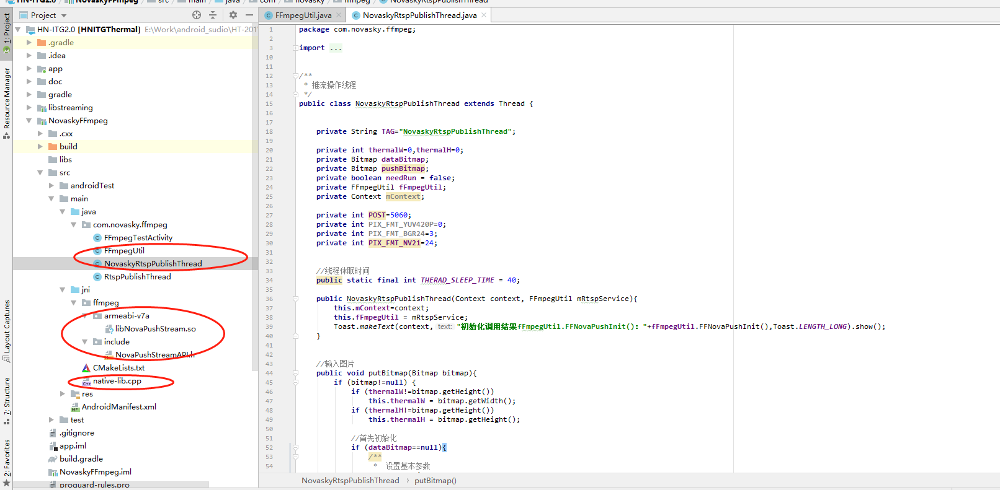 HN-ITG2.0 NovaskyFFmpeg src main java com novasky ffmpeg NovaskyRtspPublishThread
Project
FFmpegUtil.java
NovaskyRtspPublishThread.java
1: Project
Resource Manager
Layout Captures
7: Structure
2: Favorites
HN-ITG2.0 [HNITGThermal] E:\Work\android_sudio\HT-201
.gradle
.idea
app
doc
gradle
libstreaming
NovaskyFFmpeg
.cxx
build
libs
src
androidTest
main
java
com.novasky.ffmpeg
FFmpegTestActivity
FFmpegUtil
NovaskyRtspPublishThread
RtspPublishThread
jni
ffmpeg
armeabi-v7a
libNovaPushStream.so
include
NovaPushStreamAPI.h
CMakeLists.txt
native-lib.cpp
res
AndroidManifest.xml
test
.gitignore
app.iml
build.gradle
NovaskyFFmpeg.iml
proguard-rules.pro
1 package com.novasky.ffmpeg;
2
3 import ...
10
11
12 /**
13 * 推流操作线程
14 */
15 public class NovaskyRtspPublishThread extends Thread {
16
17
18 private String TAG="NovaskyRtspPublishThread";
19
20 private int thermalW=0,thermalH=0;
21 private Bitmap dataBitmap;
22 private Bitmap pushBitmap;
23 private boolean needRun = false;
24 private FFmpegUtil fFmpegUtil;
25 private Context mContext;
26
27 private int POST=5060;
28 private int PIX_FMT_YUV420P=0;
29 private int PIX_FMT_BGR24=3;
30 private int PIX_FMT_NV21=24;
31
32
33 //线程休眠时间
34 public static final int THERAD_SLEEP_TIME = 40;
35
36 public NovaskyRtspPublishThread(Context context, FFmpegUtil mRtspService){
37 this.mContext=context;
38 this.fFmpegUtil = mRtspService;
39 Toast.makeText(context, text: "初始化调用结果fFmpegUtil.FFNovaPushInit(): "+fFmpegUtil.FFNovaPushInit(),Toast.LENGTH_LONG).show();
40 }
41
42
43 //输入图片
44 public void putBitmap(Bitmap bitmap){
45 if (bitmap!=null) {
46 if (thermalW!=bitmap.getHeight())
47 this.thermalW = bitmap.getWidth();
48 if (thermalH!=bitmap.getHeight())
49 this.thermalH = bitmap.getHeight();
50
51 //首先初始化
52 if (dataBitmap==null){
53 /**
54 * 设置基本参数
NovaskyRtspPublishThread › putBitmap()